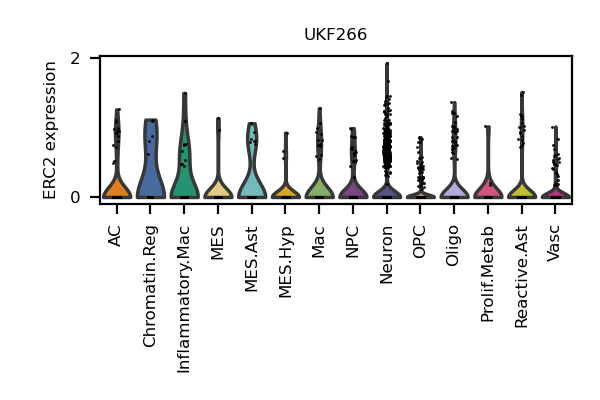 UKF266
ERC2 expression
2
0
AC
Chromatin.Reg
Inflammatory.Mac
MES
MES.Ast
MES.Hyp
Mac
NPC
Neuron
OPC
Oligo
Prolif.Metab
Reactive.Ast
Vasc